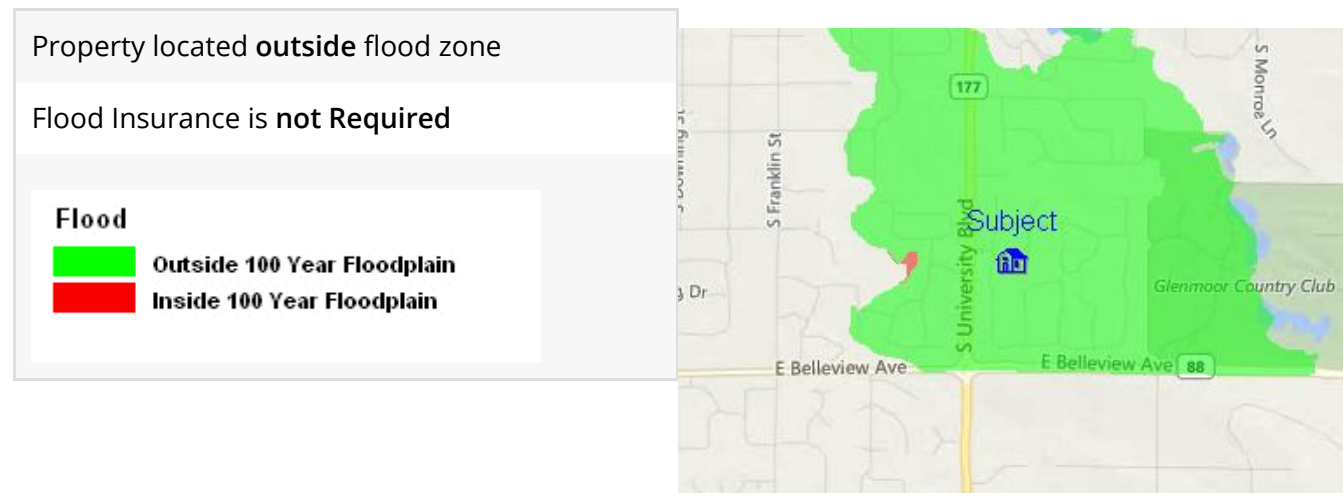 Property located outside flood zone
Flood Insurance is not Required
Flood
Outside 100 Year Floodplain
Inside 100 Year Floodplain
177
S Monroe Ln
S Franklin St
Subject
S University Blvd
Glenmoor Country Club
Dr
E Belleview Ave
E Belleview Ave
88